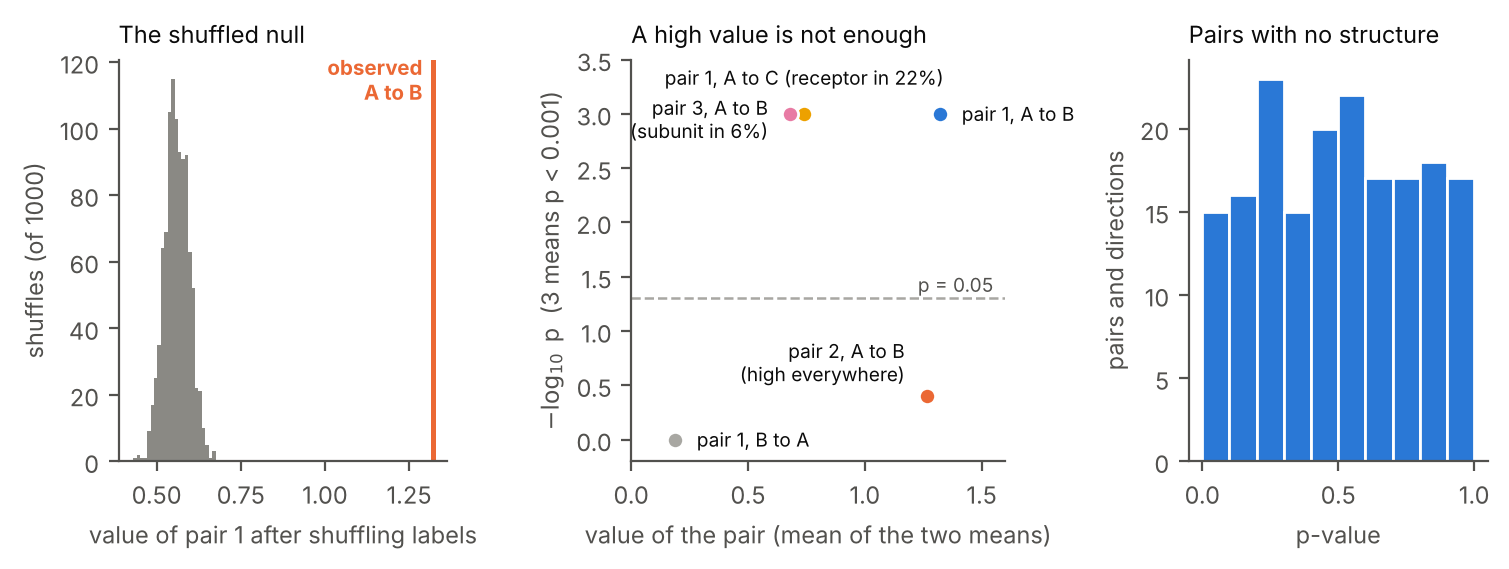 The shuffled null
120
100
80
60
40
20
0
shuffles (of 1000)
observed
A to B
0.50
0.75
1.00
1.25
value of pair 1 after shuffling labels
A high value is not enough
3.5
3.0
2.5
2.0
1.5
1.0
0.5
0.0
−log₁₀ p (3 means p < 0.001)
pair 1, A to C (receptor in 22%)
pair 3, A to B
(subunit in 6%)
pair 1, A to B
p = 0.05
pair 2, A to B
(high everywhere)
pair 1, B to A
0.0
0.5
1.0
1.5
value of the pair (mean of the two means)
Pairs with no structure
20
15
10
5
0
pairs and directions
0.0
0.5
1.0
p-value